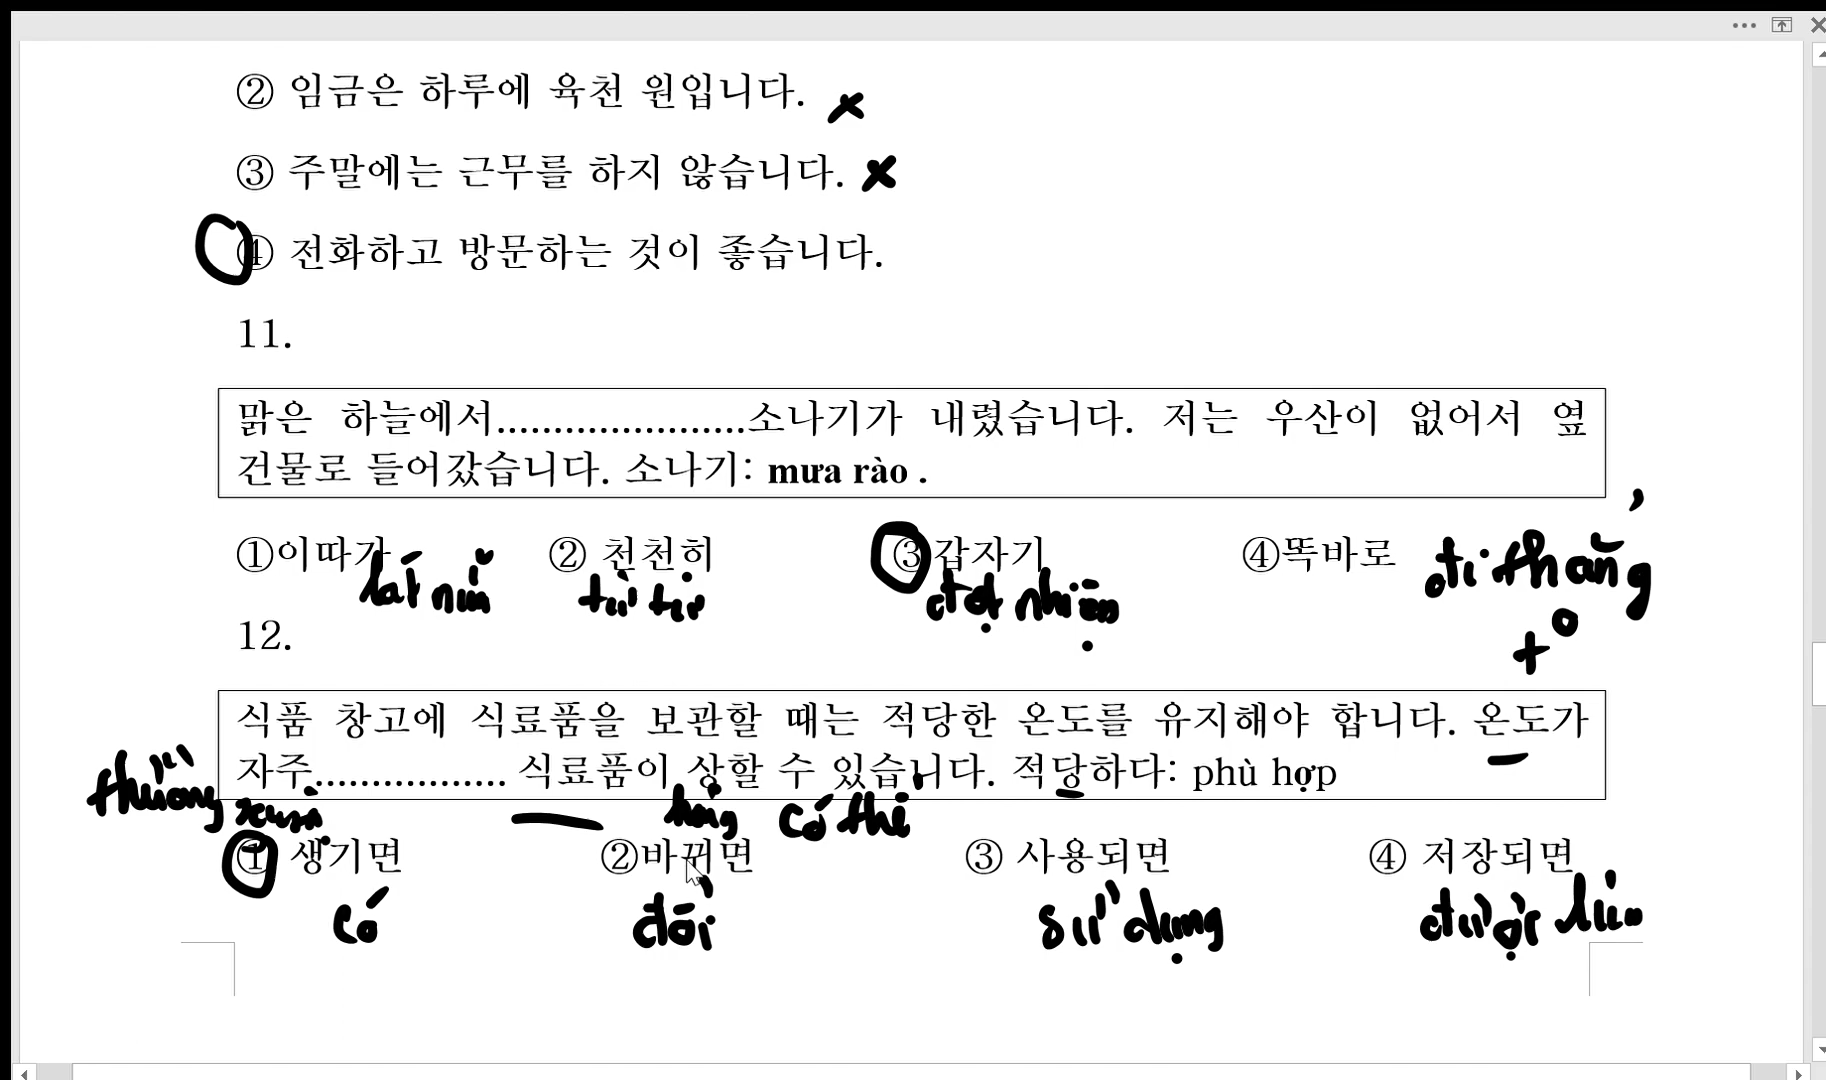 ② 임금은 하루에 육천 원입니다.
③ 주말에는 근무를 하지 않습니다.
④ 전화하고 방문하는 것이 좋습니다.
11.
맑은 하늘에서......................소나기가 내렸습니다. 저는 우산이 없어서 옆
건물로 들어갔습니다. 소나기: mưa rào .
①이따가 ② 천천히 ③갑자기 ④똑바로
lát nữa từ từ đột nhiên đi thẳng
12.
식품 창고에 식료품을 보관할 때는 적당한 온도를 유지해야 합니다. 온도가
자주................. 식료품이 상할 수 있습니다. 적당하다: phù hợp
thường xuyên hỏng có thể
① 생기면 ②바뀌면 ③ 사용되면 ④ 저장되면
có đổi sử dụng được lưu